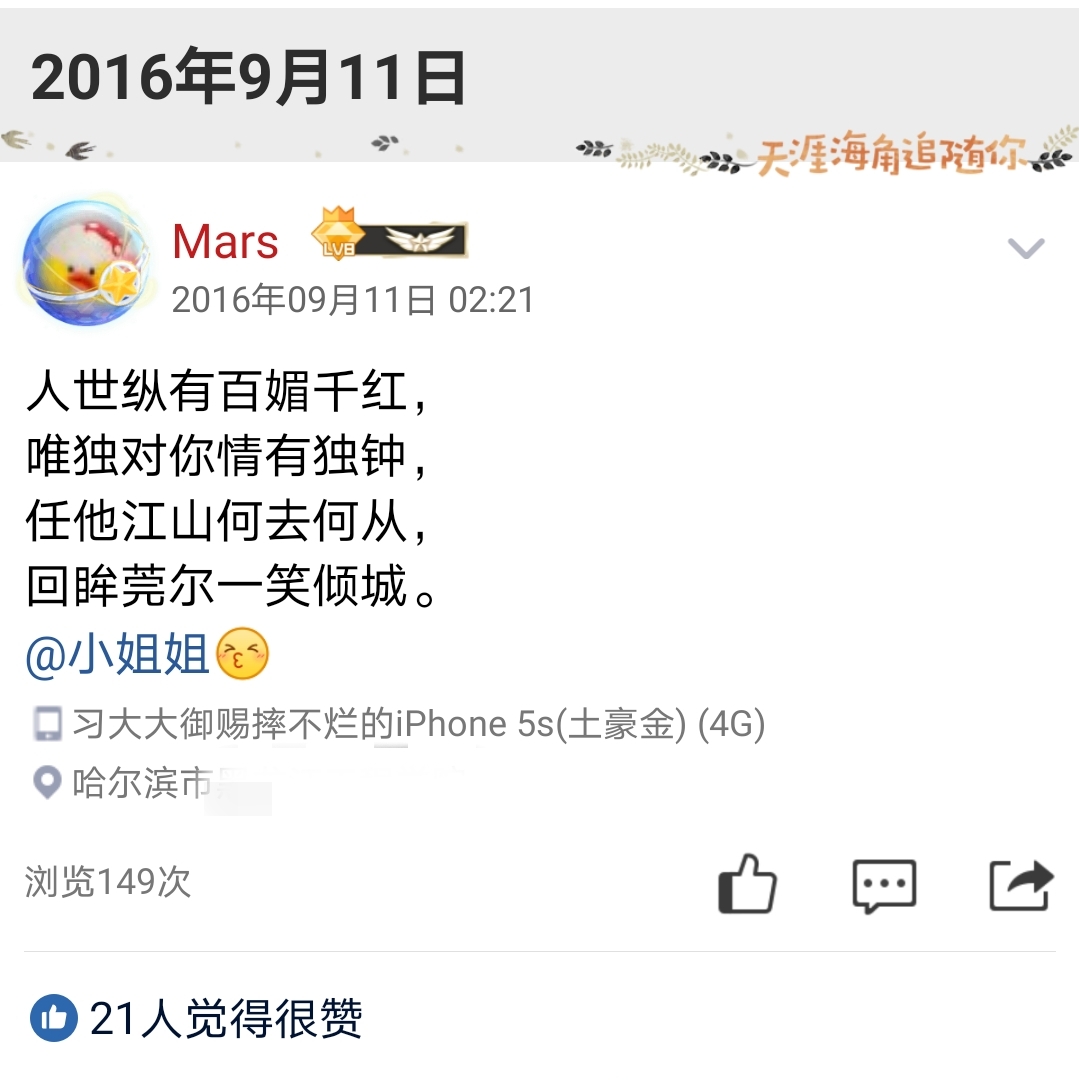 2016年9月11日
天涯海角追随你
Mars
LV8
2016年09月11日 02:21
人世纵有百媚千红，
唯独对你情有独钟，
任他江山何去何从，
回眸莞尔一笑倾城。
@小姐姐
习大大御赐摔不烂的iPhone 5s(土豪金) (4G)
哈尔滨市
浏览149次
21人觉得很赞